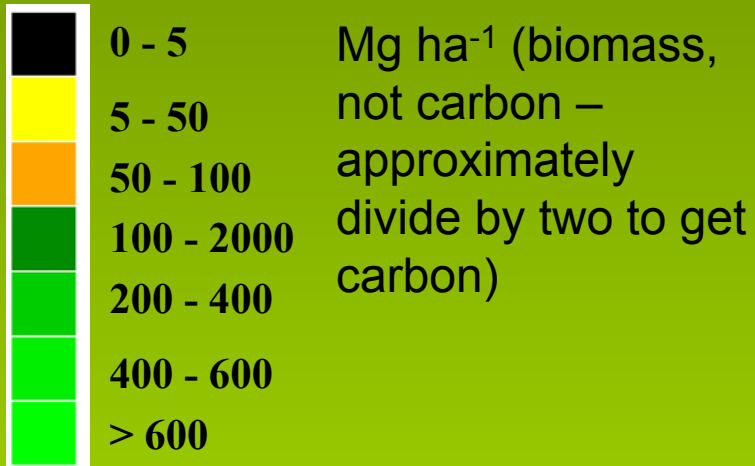 0 - 5
5 - 50
50 - 100
100 - 2000
200 - 400
400 - 600
> 600
Mg ha⁻¹ (biomass,
not carbon –
approximately
divide by two to get
carbon)